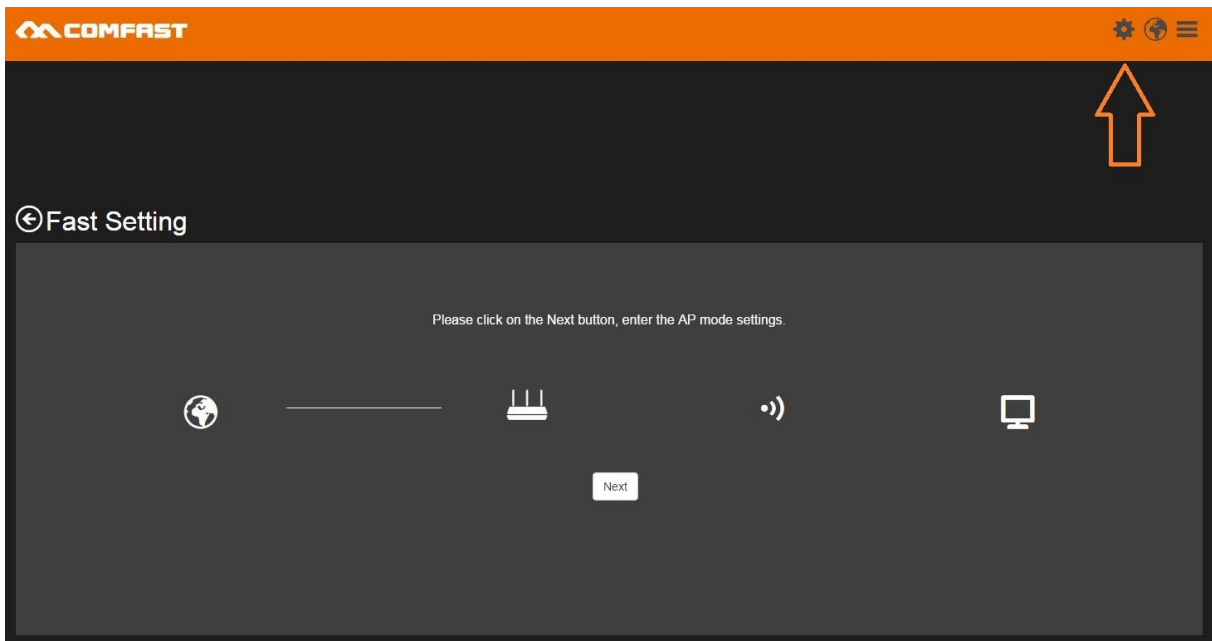 COMFAST
Fast Setting
Please click on the Next button, enter the AP mode settings.
Next